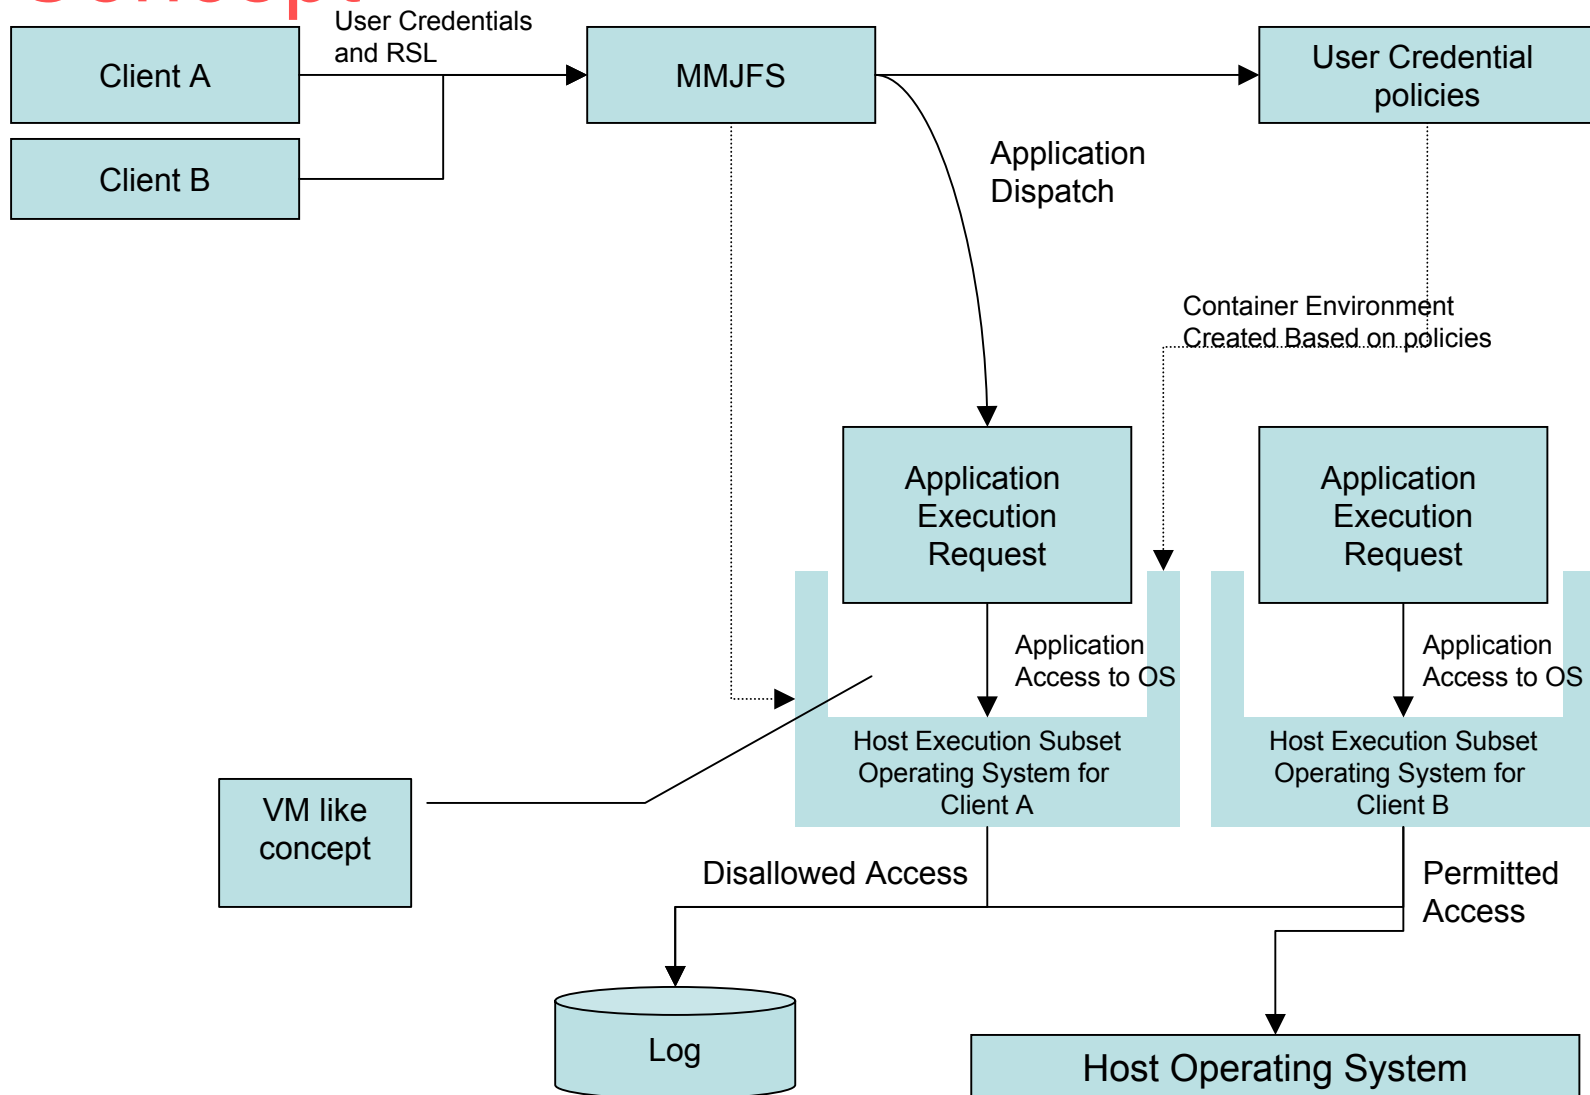 Concept
User Credentials
and RSL
Client A
MMJFS
User Credential
policies
Client B
Application
Dispatch
Container Environment
Created Based on policies
Application
Execution
Request
Application
Execution
Request
Application
Access to OS
Application
Access to OS
Host Execution Subset
Operating System for
Client A
Host Execution Subset
Operating System for
Client B
VM like
concept
Disallowed Access
Permitted
Access
Log
Host Operating System